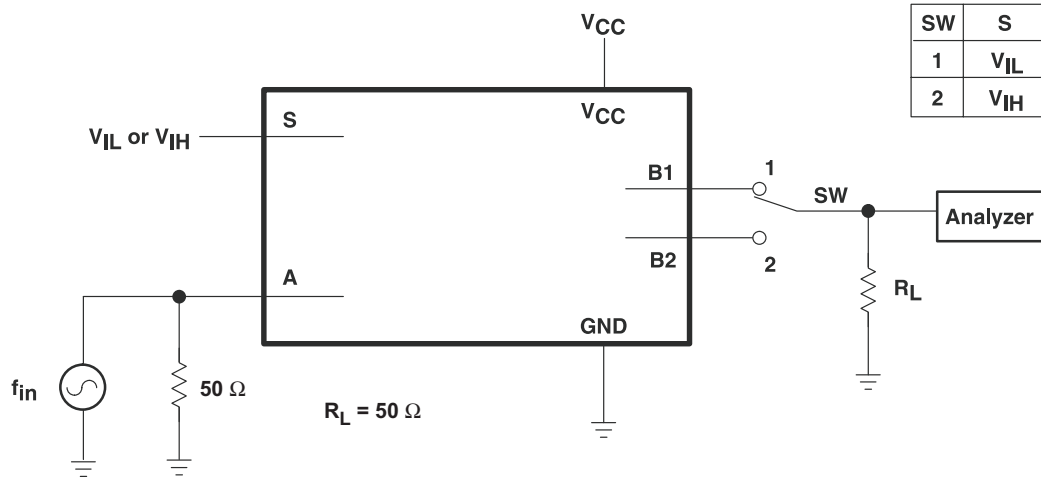 VCC
SW S
1 VIL
2 VIH
VCC
S
VIL or VIH
B1
1
SW
Analyzer
B2
2
RL
A
GND
fin
50 Ω
RL = 50 Ω